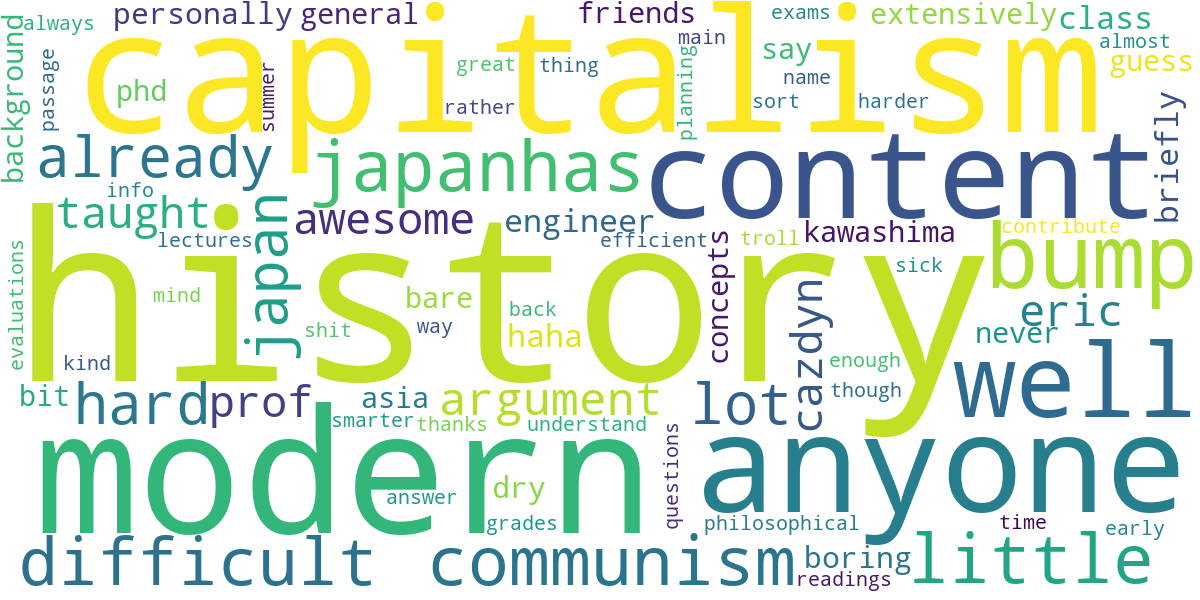 always personally general friends exams extensively class
background capitalism main say almost
passage phd summer great thing planning name guess
rather sort harder briefly
already japanhas content
info taught japan awesome engineer kawashima contribute
lectures efficient troll bump
evaluations history concepts sick
mind bare back cazdyn eric
shit way haha never
kind enough well
bit hard prof asia argument lot though
smarter thanks understand
modern answer dry questions anyone
grades philosophical time early
difficult communism boring little
readings